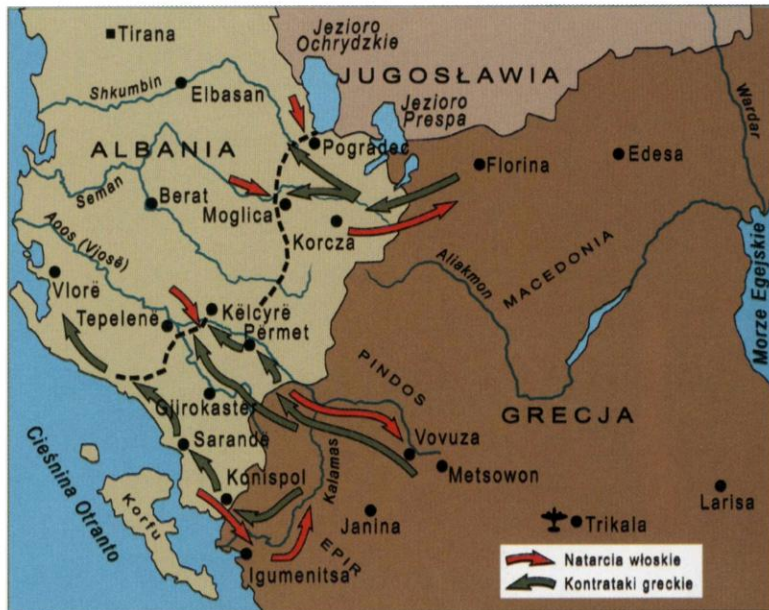 Tirana
Jezioro
Ochrydzkie
JUGOSŁAWIA
Shkumbin
Elbasan
Jezioro
Prespa
Wardar
ALBANIA
Pogradec
Florina
Edesa
Seman
Berat
Moglica
Korcza
Aoos (Vjosë)
Aliakmon
MACEDONIA
Morze Egejskie
Vlorë
Tepelenë
Këlcyrë
Përmet
PINDOS
GRECJA
Gjirokastër
Sarandë
Vovuza
Metsowon
Cieśnina Otranto
Korfu
Konispol
Kalamas
Janina
Larisa
Trikala
EPIR
Igumenitsa
Natarcia włoskie
Kontrataki greckie